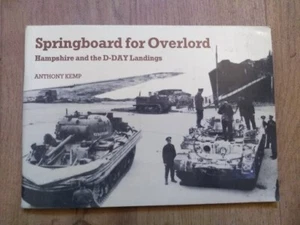 Springboard for Overlord
Hampshire and the D-DAY Landings
ANTHONY KEMP